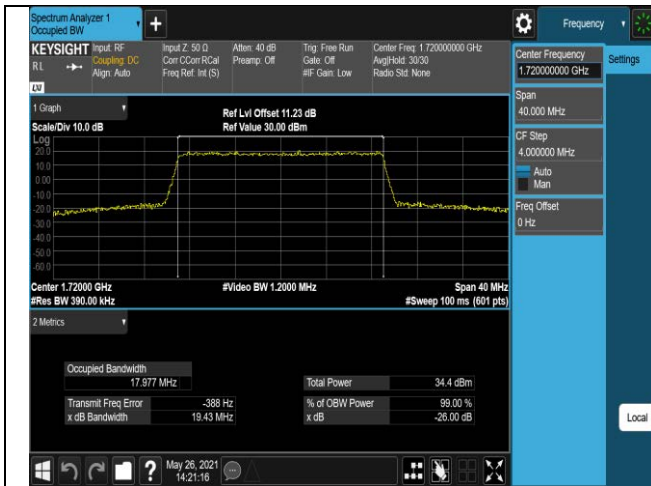 Spectrum Analyzer 1
Occupied BW
Frequency
KEYSIGHT
RL
LXI
Input: RF
Coupling: DC
Align: Auto
Input Z: 50 Ω
Corr CCorr RCal
Freq Ref: Int (S)
Atten: 40 dB
Preamp: Off
Trig: Free Run
Gate: Off
#IF Gain: Low
Center Freq: 1.720000000 GHz
Avg|Hold: 30/30
Radio Std: None
Center Frequency
1.720000000 GHz
Settings
Span
40.000 MHz
CF Step
4.000000 MHz
Auto
Man
Freq Offset
0 Hz
Local
1 Graph
Scale/Div 10.0 dB
Ref Lvl Offset 11.23 dB
Ref Value 30.00 dBm
Log
20.0
10.0
0.00
-10.0
-20.0
-30.0
-40.0
-50.0
-60.0
Center 1.72000 GHz
#Video BW 1.2000 MHz
Span 40 MHz
#Res BW 390.00 kHz
#Sweep 100 ms (601 pts)
2 Metrics
Occupied Bandwidth
17.977 MHz
Total Power 34.4 dBm
Transmit Freq Error -388 Hz
% of OBW Power 99.00 %
x dB Bandwidth 19.43 MHz
x dB -26.00 dB
?
May 26, 2021
14:21:16